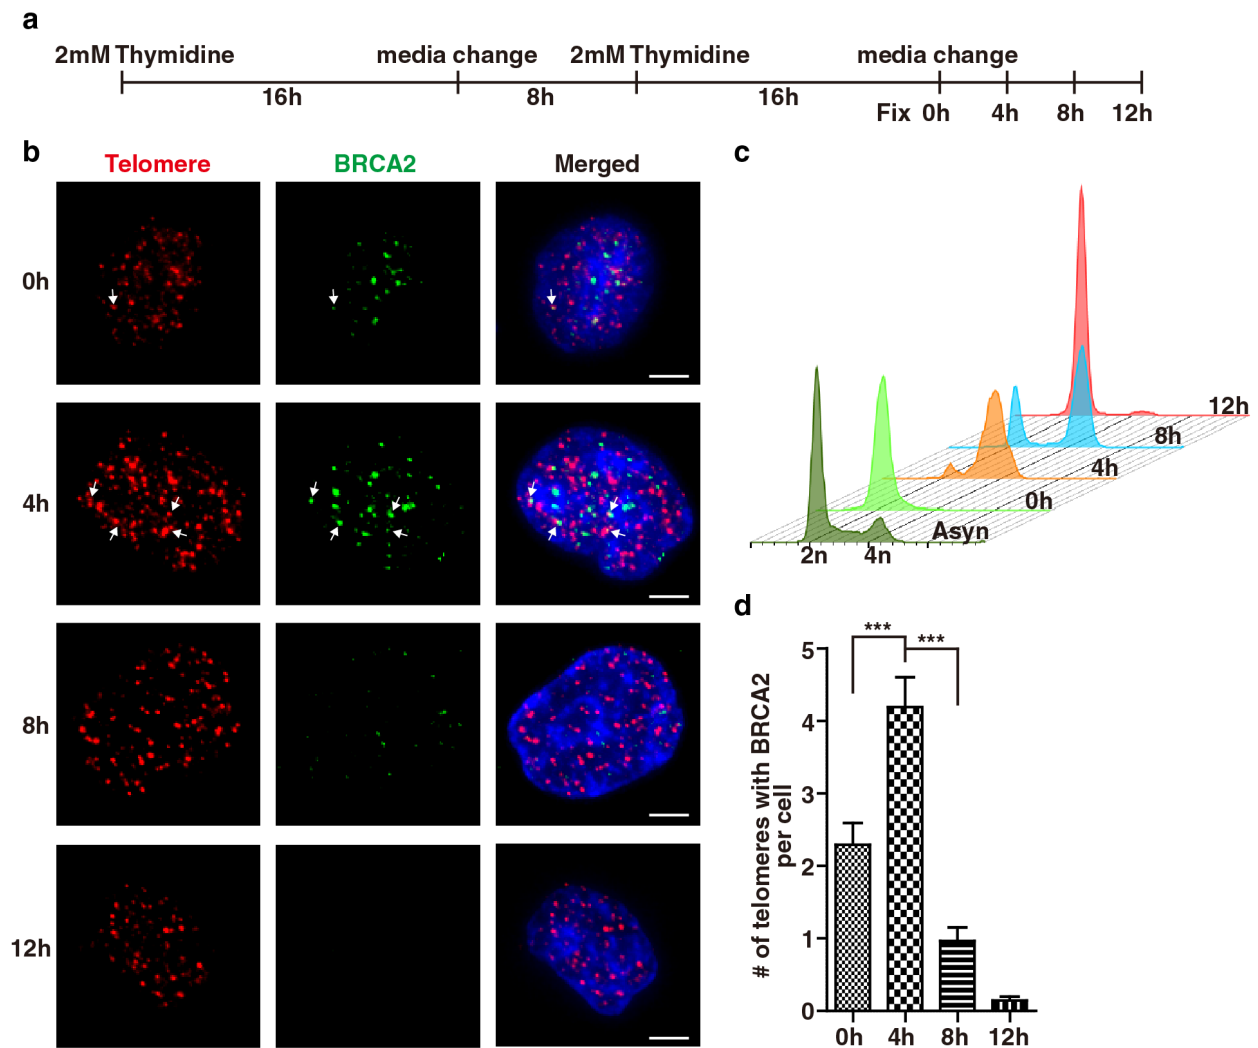 a
2mM Thymidine media change 2mM Thymidine media change
16h 8h 16h
Fix 0h 4h 8h 12h
b
Telomere BRCA2 Merged
0h
4h
8h
12h
c
12h
8h
4h
0h
Asyn
2n 4n
d
*** ***
# of telomeres with BRCA2
per cell
5
4
3
2
1
0
0h 4h 8h 12h